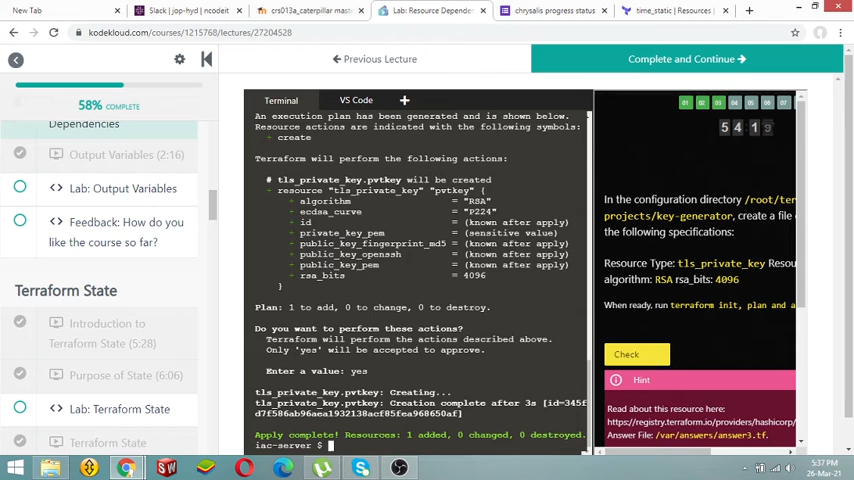 New Tab
Slack | jop-hyd | ncodeit
crs013a_caterpillar maste
Lab: Resource Depende
chrysalis progress status
time_static | Resources |
kodekloud.com/courses/1215768/lectures/27204528
Incognito
Previous Lecture
Complete and Continue
58% COMPLETE
Dependencies
Output Variables (2:16)
Lab: Output Variables
Feedback: How do you
like the course so far?
Terraform State
Introduction to
Terraform State (5:28)
Purpose of State (6:06)
Lab: Terraform State
Terraform State
Terminal
VS Code
An execution plan has been generated and is shown below.
Resource actions are indicated with the following symbols:
+ create
Terraform will perform the following actions:
# tls_private_key.pvtkey will be created
+ resource "tls_private_key" "pvtkey" {
+ algorithm = "RSA"
+ ecdsa_curve = "P224"
+ id = (known after apply)
+ private_key_pem = (sensitive value)
+ public_key_fingerprint_md5 = (known after apply)
+ public_key_openssh = (known after apply)
+ public_key_pem = (known after apply)
+ rsa_bits = 4096
}
Plan: 1 to add, 0 to change, 0 to destroy.
Do you want to perform these actions?
Terraform will perform the actions described above.
Only 'yes' will be accepted to approve.
Enter a value: yes
tls_private_key.pvtkey: Creating...
tls_private_key.pvtkey: Creation complete after 3s [id=345f
d7f586ab96aea1932138acf85fea968650af]
Apply complete! Resources: 1 added, 0 changed, 0 destroyed.
iac-server $
01 02 03 04 05 06 07
5 4 1
In the configuration directory /root/ter
projects/key-generator, create a file c
the following specifications:
Resource Type: tls_private_key Resou
algorithm: RSA rsa_bits: 4096
When ready, run terraform init, plan and a
Check
Hint
Read about this resource here:
https://registry.terraform.io/providers/hashicorp/
Answer File: /var/answers/answer3.tf.
5:37 PM
26-Mar-21